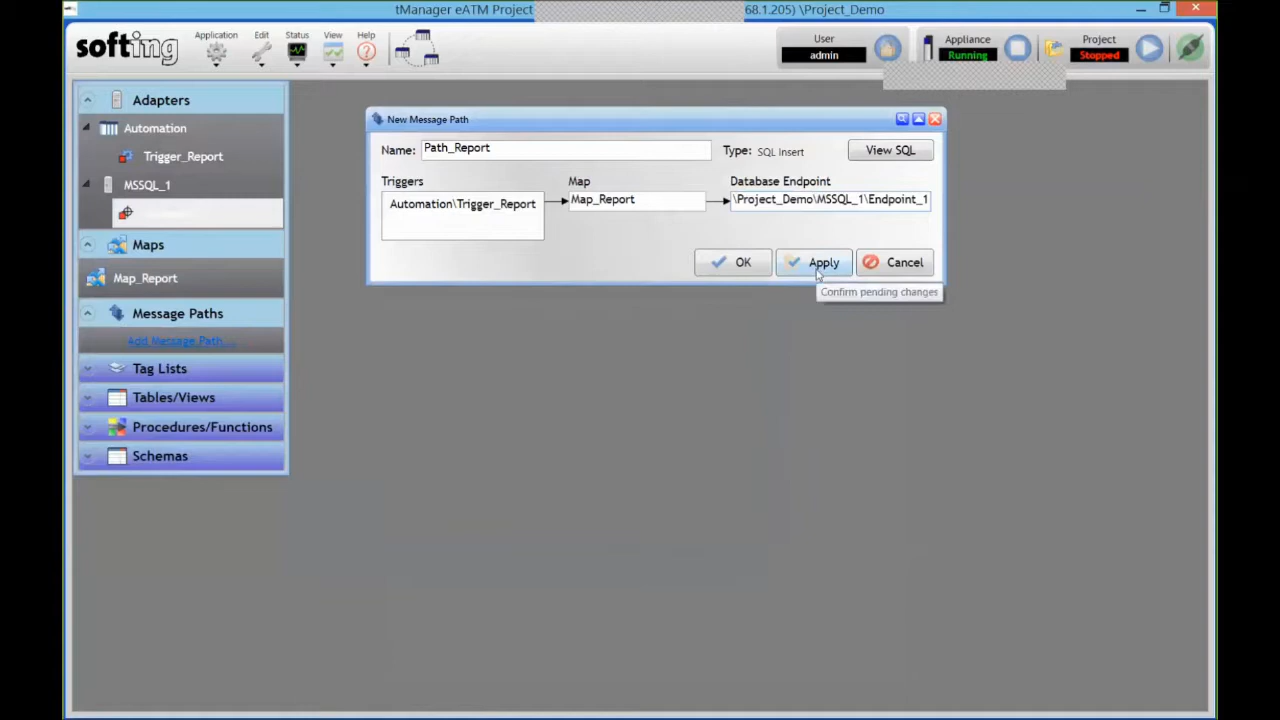 tManager eATM Project
68.1.205) \Project_Demo
softing
Application
Edit
Status
View
Help
User
admin
Appliance
Running
Project
Stopped
Adapters
Automation
Trigger_Report
MSSQL_1
Maps
Map_Report
Message Paths
Add Message Path...
Tag Lists
Tables/Views
Procedures/Functions
Schemas
New Message Path
Name: Path_Report
Type: SQL Insert
View SQL
Triggers
Map
Database Endpoint
Automation\Trigger_Report
Map_Report
\Project_Demo\MSSQL_1\Endpoint_1
OK
Apply
Cancel
Confirm pending changes